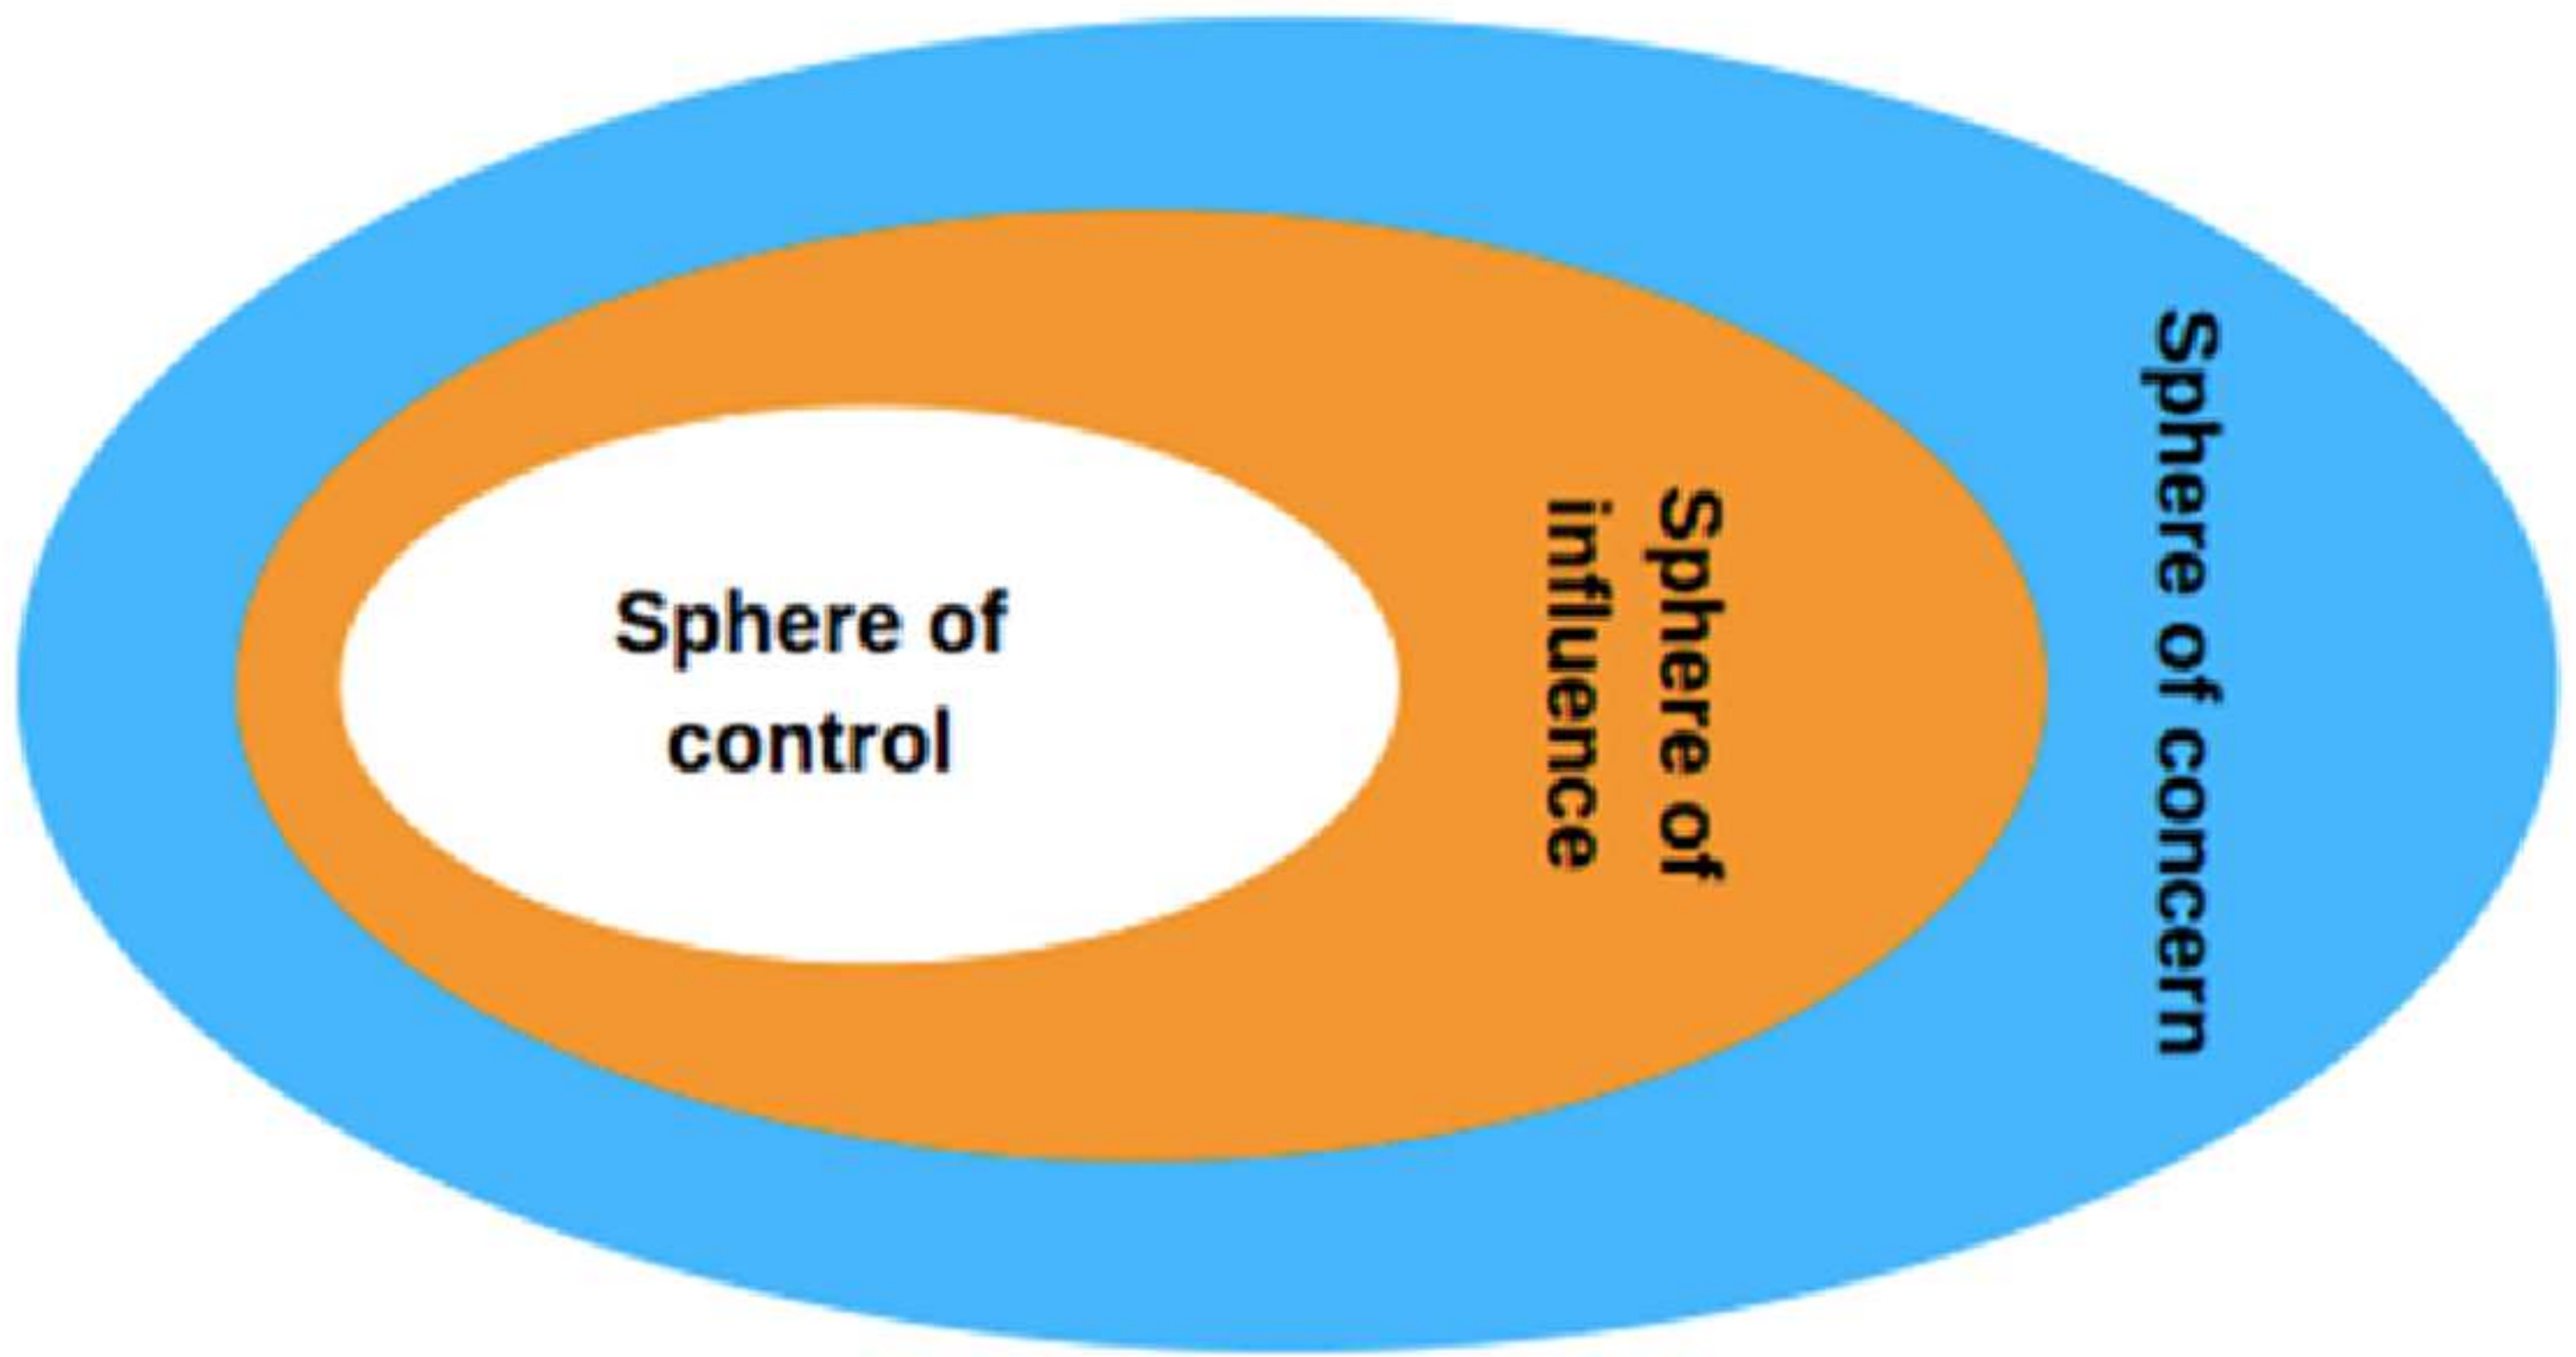 Sphere of
control
Sphere of
influence
Sphere of concern